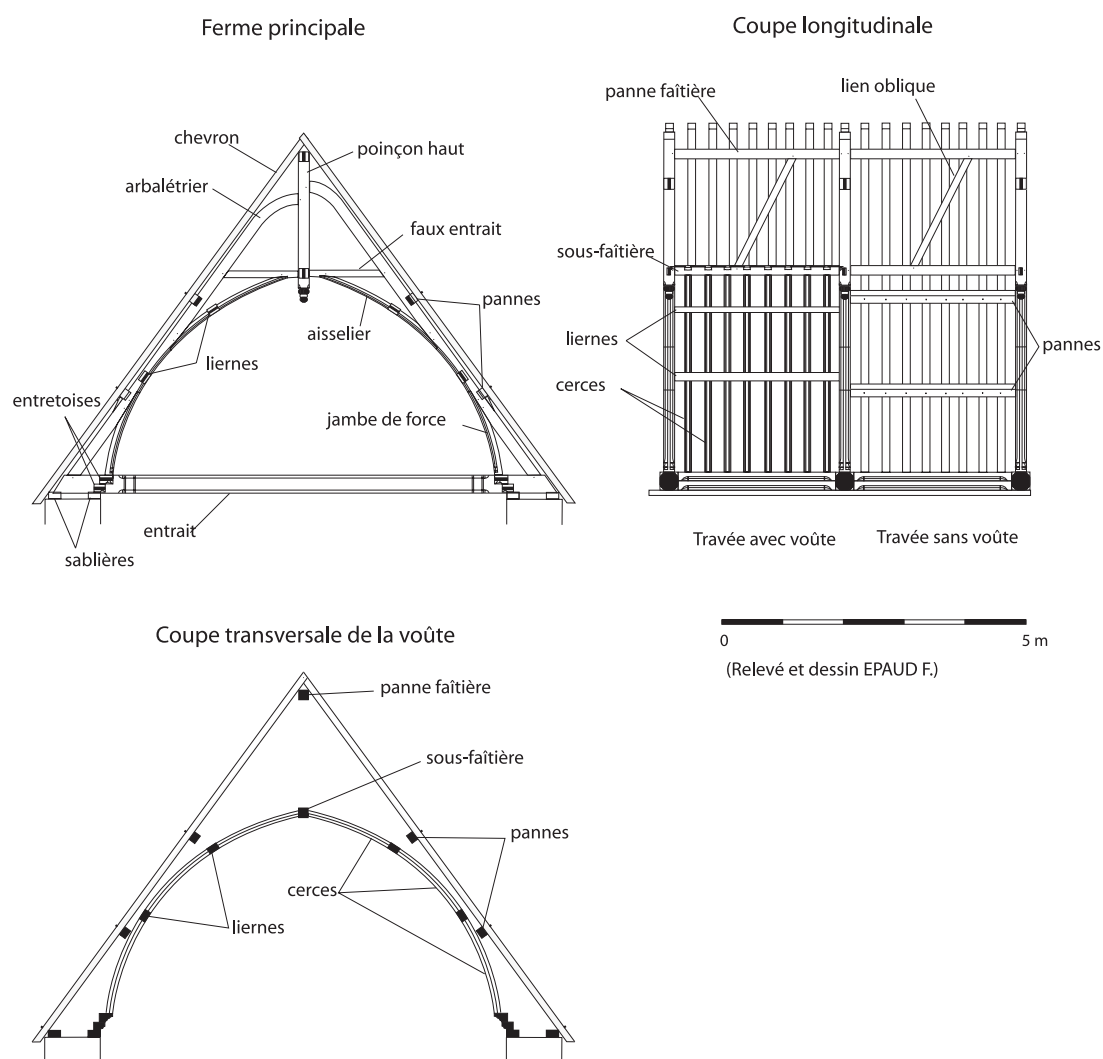 Ferme principale
chevron
poinçon haut
arbalétrier
faux entrait
pannes
aisselier
liernes
entretoises
jambe de force
entrait
sablières
Coupe longitudinale
lien oblique
panne faîtière
sous-faîtière
liernes
pannes
cerces
Travée avec voûte
Travée sans voûte
0
5 m
(Relevé et dessin EPAUD F.)
Coupe transversale de la voûte
panne faîtière
sous-faîtière
pannes
cerces
liernes